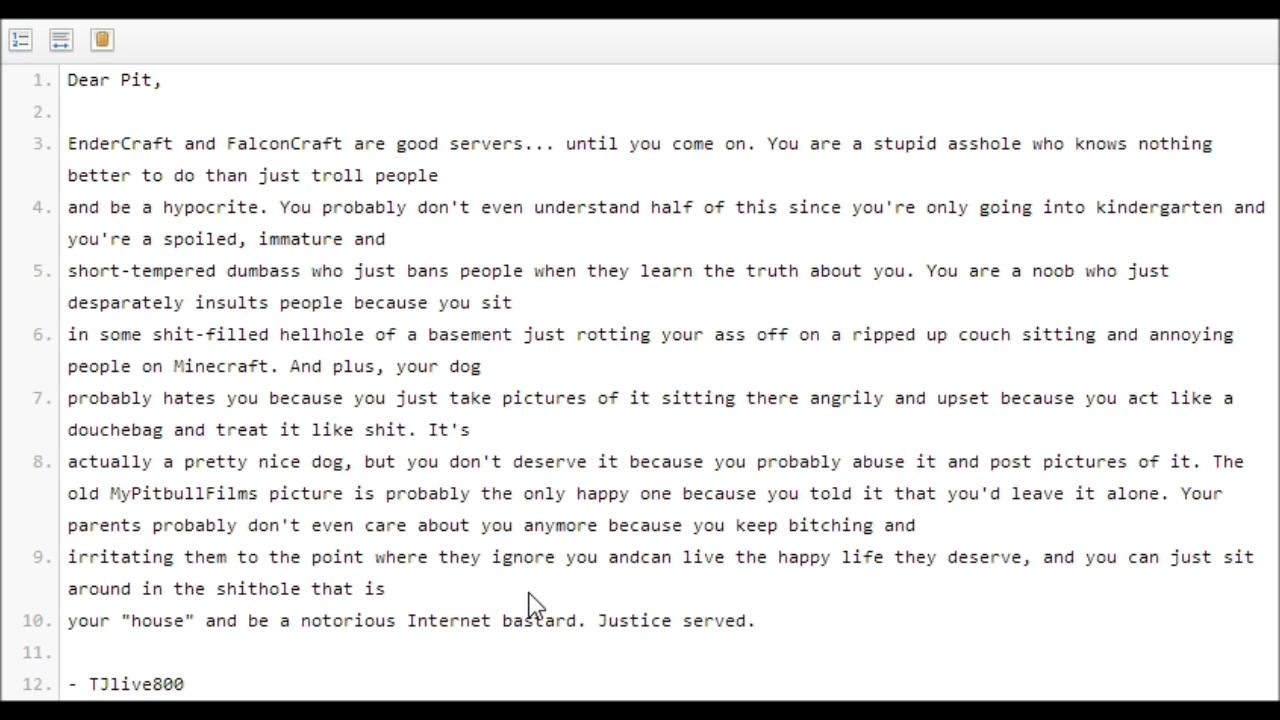 1. Dear Pit,
2.
3. EnderCraft and FalconCraft are good servers... until you come on. You are a stupid asshole who knows nothing
better to do than just troll people
4. and be a hypocrite. You probably don't even understand half of this since you're only going into kindergarten and
you're a spoiled, immature and
5. short-tempered dumbass who just bans people when they learn the truth about you. You are a noob who just
desparately insults people because you sit
6. in some shit-filled hellhole of a basement just rotting your ass off on a ripped up couch sitting and annoying
people on Minecraft. And plus, your dog
7. probably hates you because you just take pictures of it sitting there angrily and upset because you act like a
douchebag and treat it like shit. It's
8. actually a pretty nice dog, but you don't deserve it because you probably abuse it and post pictures of it. The
old MyPitbullFilms picture is probably the only happy one because you told it that you'd leave it alone. Your
parents probably don't even care about you anymore because you keep bitching and
9. irritating them to the point where they ignore you andcan live the happy life they deserve, and you can just sit
around in the shithole that is
10. your "house" and be a notorious Internet bastard. Justice served.
11.
12. - TJlive800